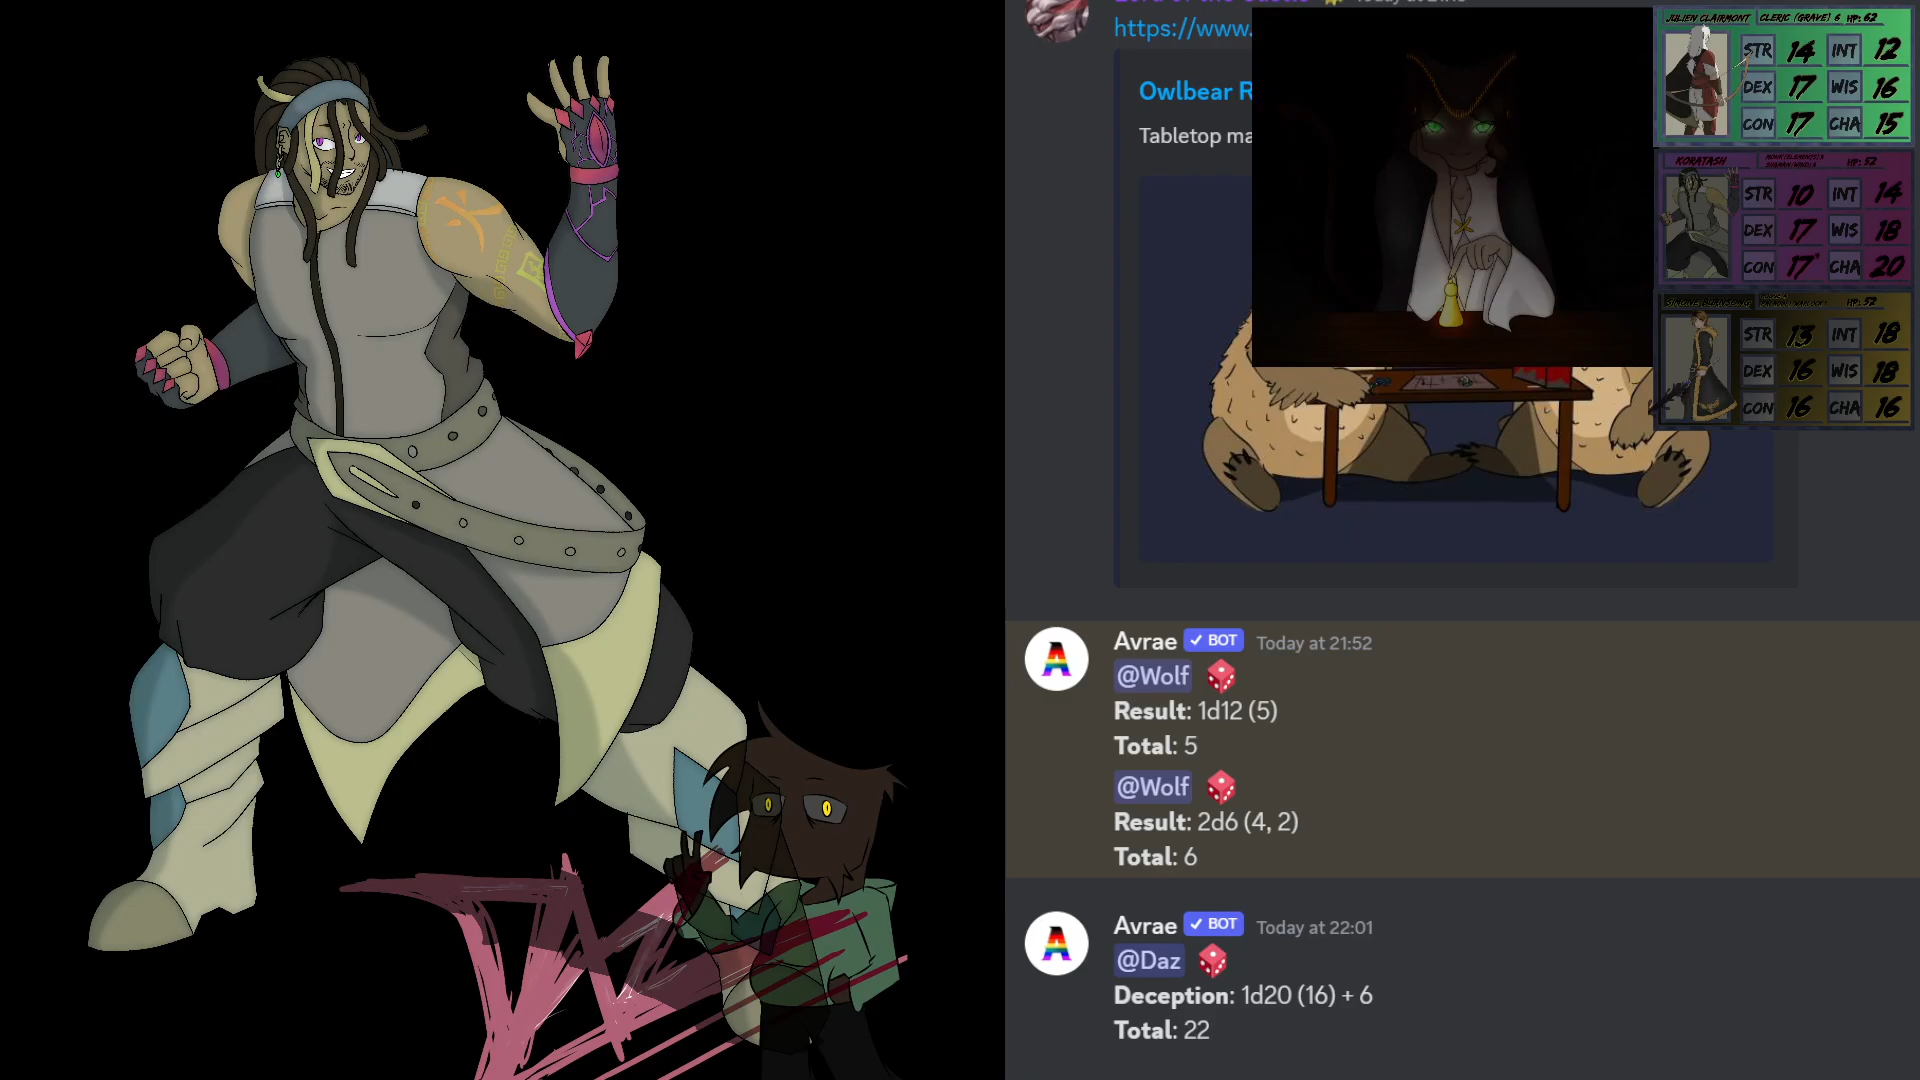 https://www.
Owlbear R
Tabletop ma
Avrae ✓ BOT Today at 21:52
@Wolf
Result: 1d12 (5)
Total: 5
@Wolf
Result: 2d6 (4, 2)
Total: 6
Avrae ✓ BOT Today at 22:01
@Daz
Deception: 1d20 (16) + 6
Total: 22
JULIEN CLAIRMONT CLERIC (GRAVE) 6 HP: 62
STR 14 INT 12
DEX 17 WIS 16
CON 17 CHA 15
KORATASH HP: 52
STR 10 INT 14
DEX 17 WIS 18
CON 17* CHA 20
HP: 52
STR 13 INT 18
DEX 16 WIS 18
CON 16 CHA 16
火